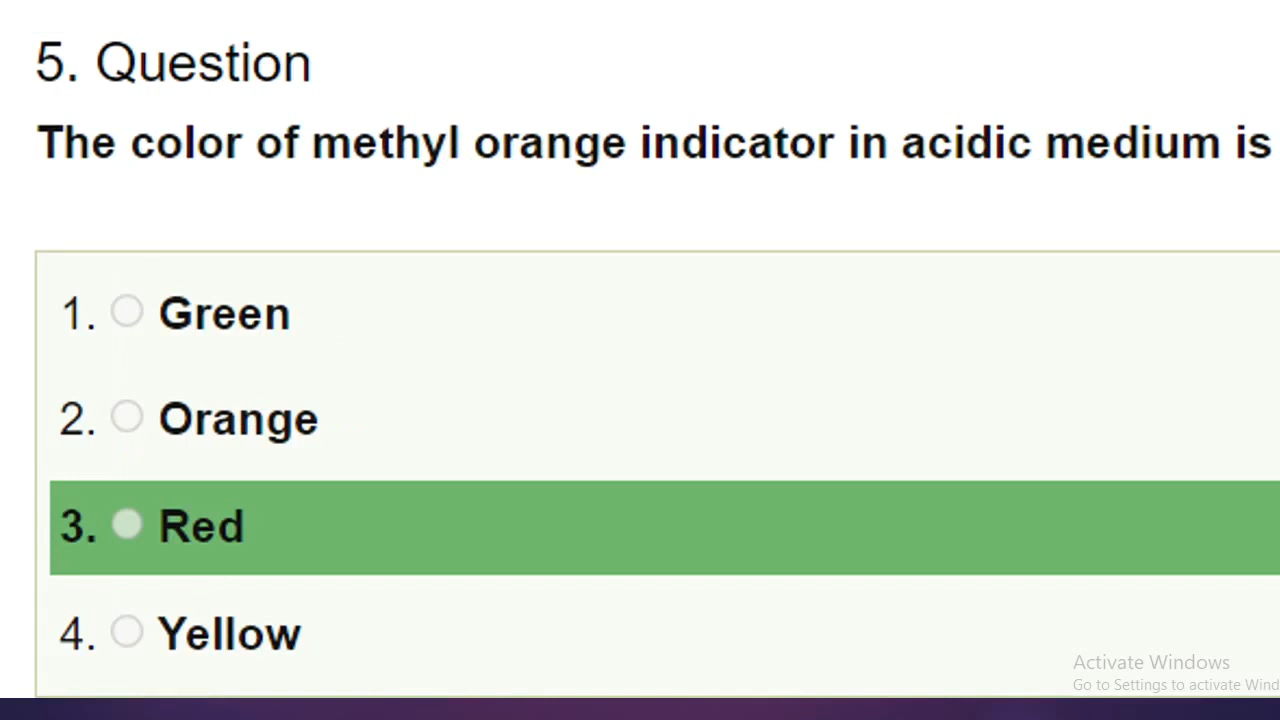 5. Question
The color of methyl orange indicator in acidic medium is
1. Green
2. Orange
3. Red
4. Yellow
Activate Windows
Go to Settings to activate Wind